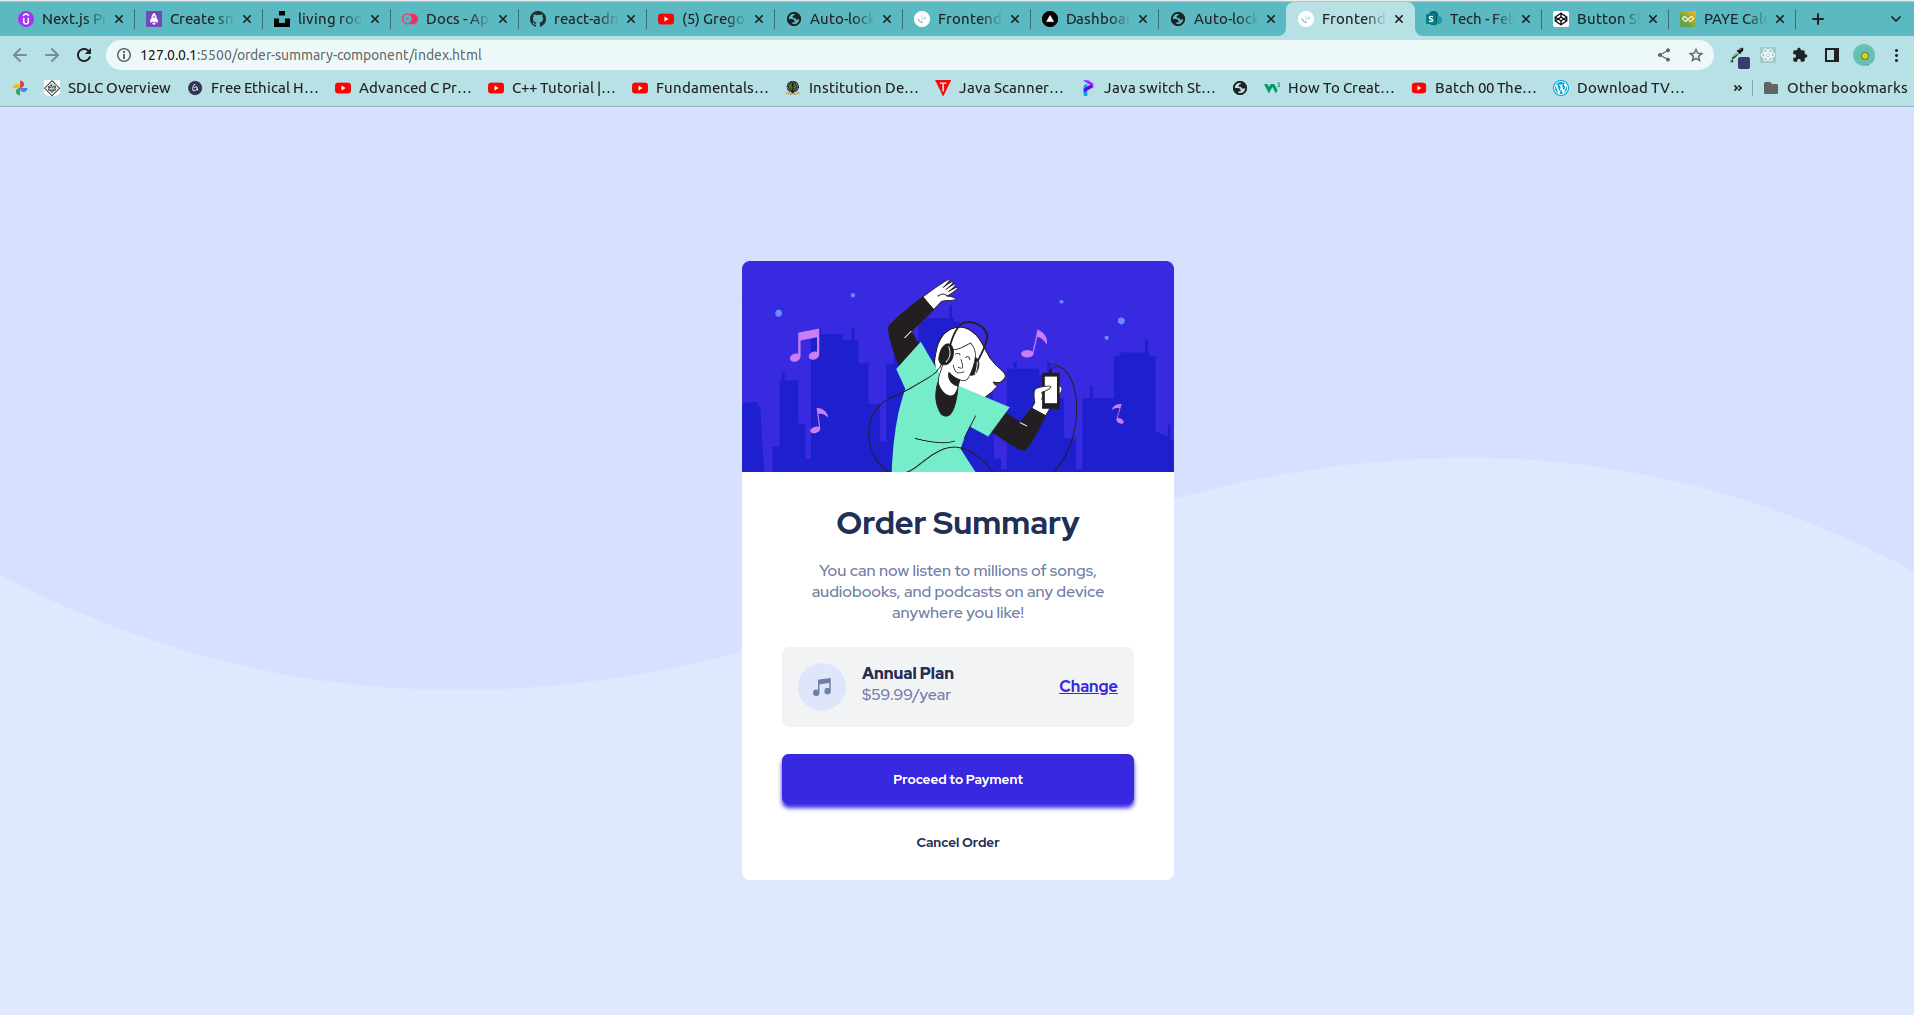 Next.js Pr
Create sm
living roo
Docs - Ap
react-adm
(5) Grego
Auto-lock
Frontend
Dashboar
Auto-lock
Frontend
Tech - Feb
Button S
PAYE Calc
127.0.0.1:5500/order-summary-component/index.html
SDLC Overview
Free Ethical H...
Advanced C Pr...
C++ Tutorial |...
Fundamentals...
Institution De...
Java Scanner...
Java switch St...
How To Creat...
Batch 00 The...
Download TV...
»
Other bookmarks
Order Summary
You can now listen to millions of songs,
audiobooks, and podcasts on any device
anywhere you like!
Annual Plan
$59.99/year
Change
Proceed to Payment
Cancel Order